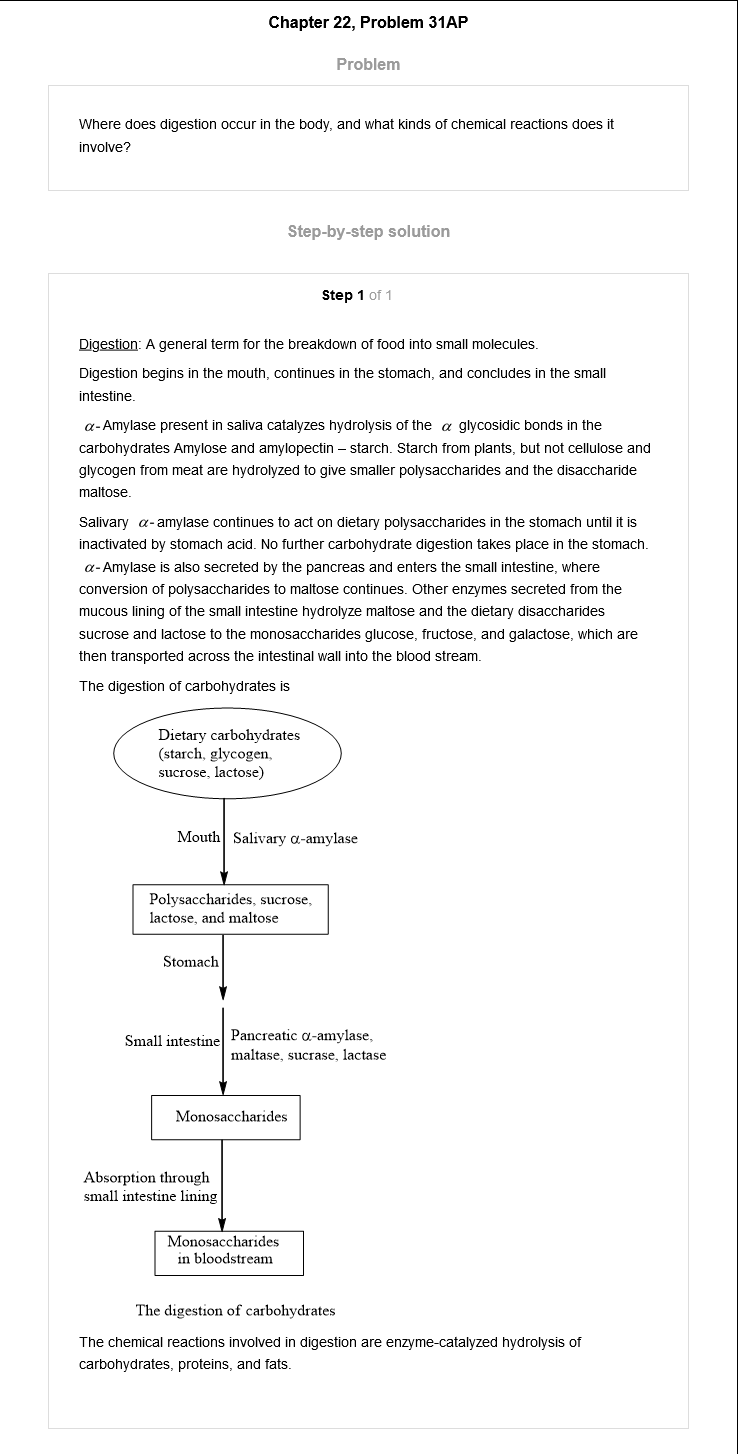 Chapter 22, Problem 31AP
Problem
Where does digestion occur in the body, and what kinds of chemical reactions does it
involve?
Step-by-step solution
Step 1 of 1
Digestion: A general term for the breakdown of food into small molecules.
Digestion begins in the mouth, continues in the stomach, and concludes in the small
intestine.
α-Amylase present in saliva catalyzes hydrolysis of the α glycosidic bonds in the
carbohydrates Amylose and amylopectin – starch. Starch from plants, but not cellulose and
glycogen from meat are hydrolyzed to give smaller polysaccharides and the disaccharide
maltose.
Salivary α-amylase continues to act on dietary polysaccharides in the stomach until it is
inactivated by stomach acid. No further carbohydrate digestion takes place in the stomach.
α-Amylase is also secreted by the pancreas and enters the small intestine, where
conversion of polysaccharides to maltose continues. Other enzymes secreted from the
mucous lining of the small intestine hydrolyze maltose and the dietary disaccharides
sucrose and lactose to the monosaccharides glucose, fructose, and galactose, which are
then transported across the intestinal wall into the blood stream.
The digestion of carbohydrates is
Dietary carbohydrates
(starch, glycogen,
sucrose, lactose)
Mouth Salivary α-amylase
Polysaccharides, sucrose,
lactose, and maltose
Stomach
Small intestine Pancreatic α-amylase,
maltase, sucrase, lactase
Monosaccharides
Absorption through
small intestine lining
Monosaccharides
in bloodstream
The digestion of carbohydrates
The chemical reactions involved in digestion are enzyme-catalyzed hydrolysis of
carbohydrates, proteins, and fats.